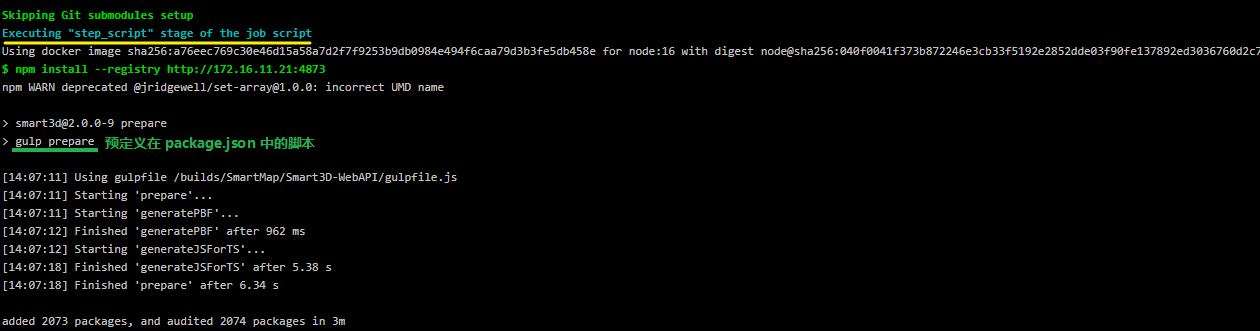 Skipping Git submodules setup
Executing "step_script" stage of the job script
Using docker image sha256:a76eec769c30e46d15a58a7d2f7f9253b9db0984e494f6caa79d3b3fe5db458e for node:16 with digest node@sha256:040f0041f373b872246e3cb33f5192e2852dde03f90fe137892ed3036760d2c7
$ npm install --registry http://172.16.11.21:4873
npm WARN deprecated @jridgewell/set-array@1.0.0: incorrect UMD name
> smart3d@2.0.0-9 prepare
> gulp prepare 预定义在 package.json 中的脚本
[14:07:11] Using gulpfile /builds/SmartMap/Smart3D-WebAPI/gulpfile.js
[14:07:11] Starting 'prepare'...
[14:07:11] Starting 'generatePBF'...
[14:07:12] Finished 'generatePBF' after 962 ms
[14:07:12] Starting 'generateJSForTS'...
[14:07:18] Finished 'generateJSForTS' after 5.38 s
[14:07:18] Finished 'prepare' after 6.34 s
added 2073 packages, and audited 2074 packages in 3m